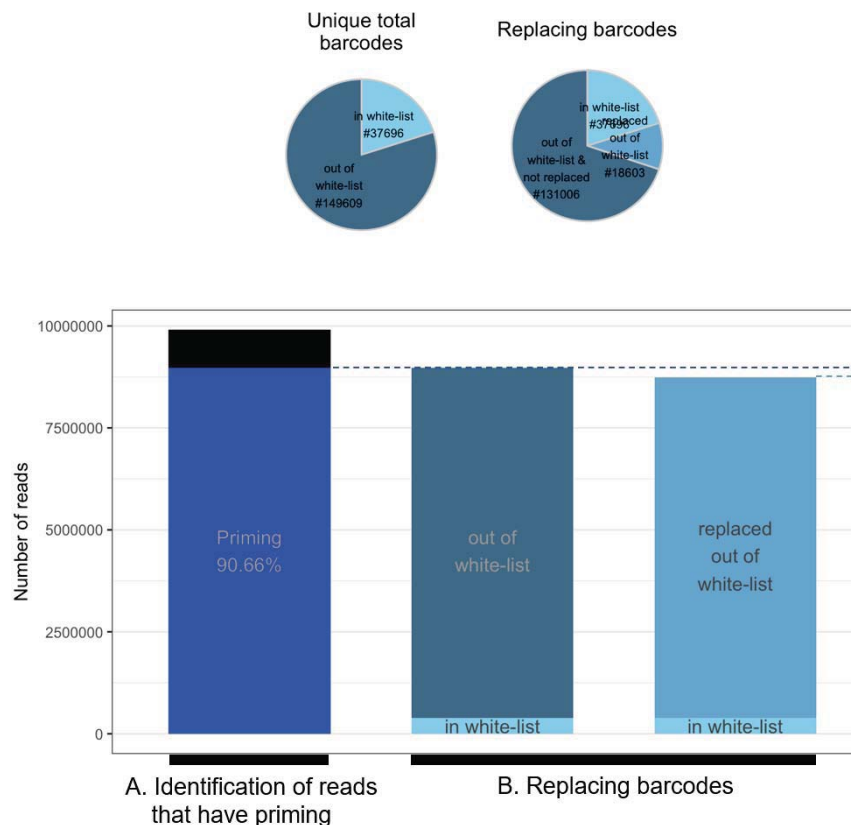 Unique total
barcodes
Replacing barcodes
in white-list
#37696
out of
white-list
#149609
in white-list
#37696
replaced
out of
white-list
#18603
out of
white-list &
not replaced
#131006
Number of reads
10000000
7500000
5000000
2500000
0
Priming
90.66%
out of
white-list
in white-list
replaced
out of
white-list
in white-list
A. Identification of reads
that have priming
B. Replacing barcodes